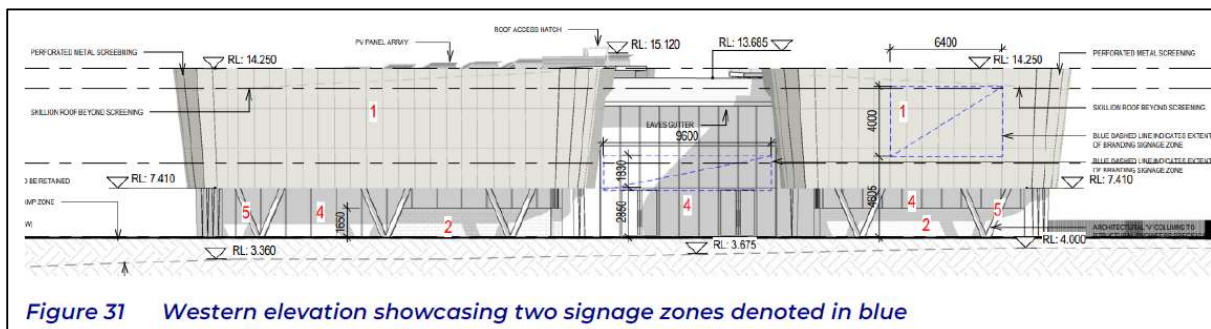 ROOF ACCESS HATCH
PV PANEL ARRAY
RL: 15.120
RL: 13.685
6400
PERFORATED METAL SCREENING
RL: 14.250
RL: 14.250
PERFORATED METAL SCREENING
SKILLION ROOF BEYOND SCREENING
1
EAVES GUTTER
9600
4000
1
SKILLION ROOF BEYOND SCREENING
BLUE DASHED LINE INDICATES EXTENT
OF BRANDING SIGNAGE ZONE
BLUE DASHED LINE INDICATES EXTENT
OF BRANDING SIGNAGE ZONE
1930
O BE RETAINED
RL: 7.410
RL: 7.410
MP ZONE
W)
5
4
1650
2
2850
4
4605
4
2
5
ARCHITECTURAL 'V' COLUMNS TO
RL: 3.360
RL: 3.675
RL: 4.000
Figure 31 Western elevation showcasing two signage zones denoted in blue